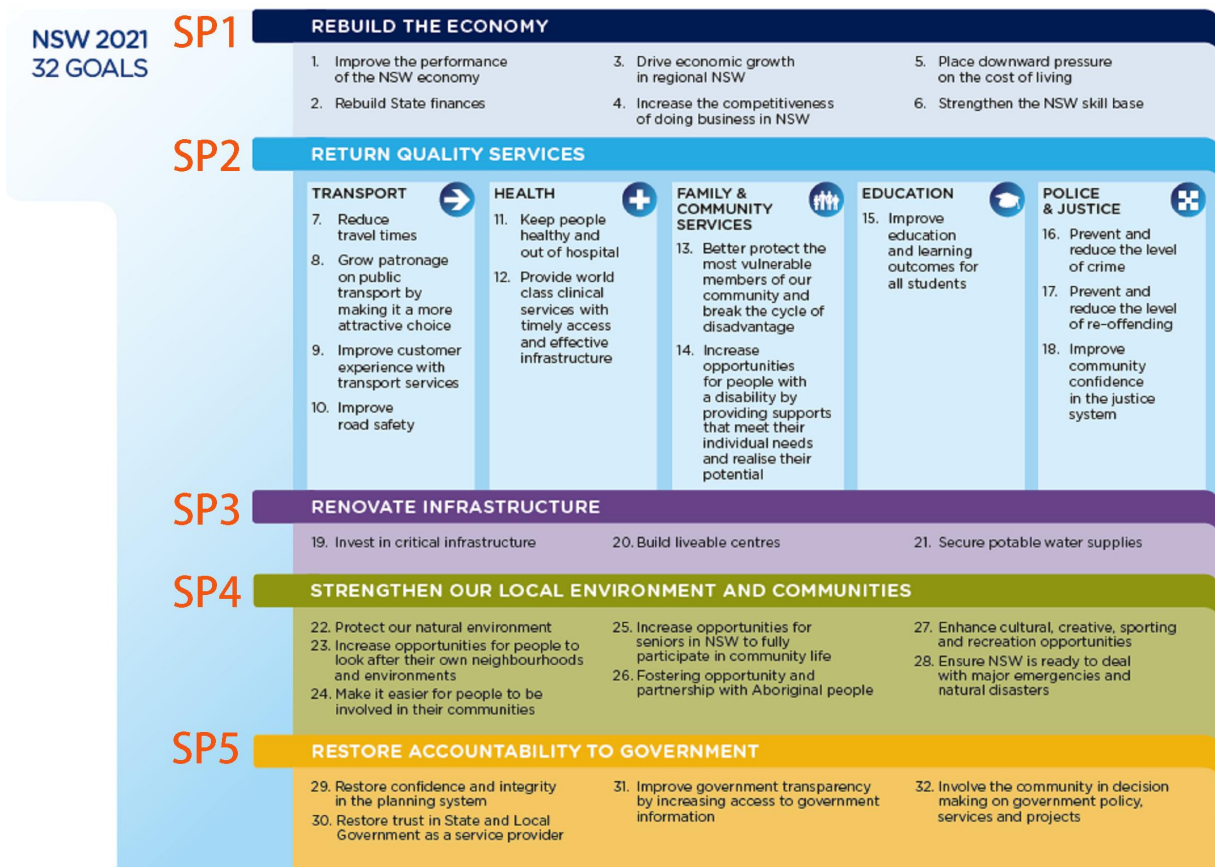 NSW 2021
32 GOALS
SP1
REBUILD THE ECONOMY
1. Improve the performance
of the NSW economy
2. Rebuild State finances
3. Drive economic growth
in regional NSW
4. Increase the competitiveness
of doing business in NSW
5. Place downward pressure
on the cost of living
6. Strengthen the NSW skill base
SP2
RETURN QUALITY SERVICES
TRANSPORT
7. Reduce
travel times
8. Grow patronage
on public
transport by
making it a more
attractive choice
9. Improve customer
experience with
transport services
10. Improve
road safety
HEALTH
11. Keep people
healthy and
out of hospital
12. Provide world
class clinical
services with
timely access
and effective
infrastructure
FAMILY &
COMMUNITY
SERVICES
13. Better protect the
most vulnerable
members of our
community and
break the cycle of
disadvantage
14. Increase
opportunities
for people with
a disability by
providing supports
that meet their
individual needs
and realise their
potential
EDUCATION
15. Improve
education
and learning
outcomes for
all students
POLICE
& JUSTICE
16. Prevent and
reduce the level
of crime
17. Prevent and
reduce the level
of re-offending
18. Improve
community
confidence
in the justice
system
SP3
RENOVATE INFRASTRUCTURE
19. Invest in critical infrastructure
20. Build liveable centres
21. Secure potable water supplies
SP4
STRENGTHEN OUR LOCAL ENVIRONMENT AND COMMUNITIES
22. Protect our natural environment
23. Increase opportunities for people to
look after their own neighbourhoods
and environments
24. Make it easier for people to be
involved in their communities
25. Increase opportunities for
seniors in NSW to fully
participate in community life
26. Fostering opportunity and
partnership with Aboriginal people
27. Enhance cultural, creative, sporting
and recreation opportunities
28. Ensure NSW is ready to deal
with major emergencies and
natural disasters
SP5
RESTORE ACCOUNTABILITY TO GOVERNMENT
29. Restore confidence and integrity
in the planning system
30. Restore trust in State and Local
Government as a service provider
31. Improve government transparency
by increasing access to government
information
32. Involve the community in decision
making on government policy,
services and projects